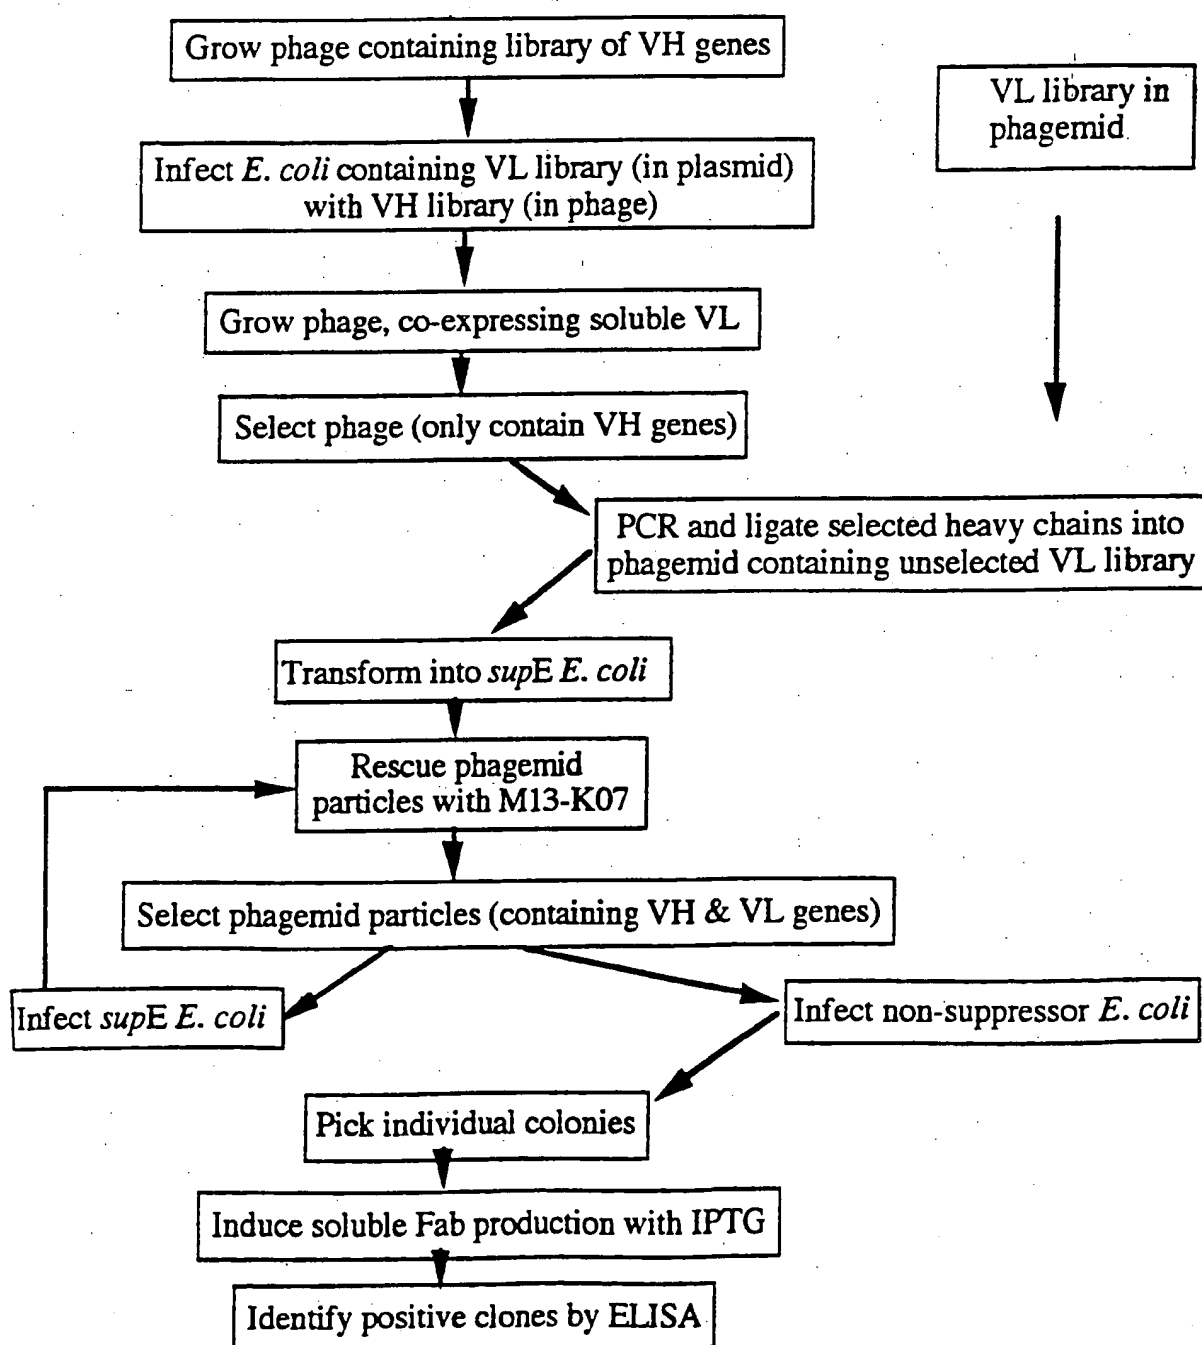 Grow phage containing library of VH genes
VL library in
phagemid.
Infect E. coli containing VL library (in plasmid)
with VH library (in phage)
Grow phage, co-expressing soluble VL
Select phage (only contain VH genes)
PCR and ligate selected heavy chains into
phagemid containing unselected VL library
Transform into supE E. coli
Rescue phagemid
particles with M13-K07
Select phagemid particles (containing VH & VL genes)
Infect supE E. coli
Infect non-suppressor E. coli
Pick individual colonies
Induce soluble Fab production with IPTG
Identify positive clones by ELISA